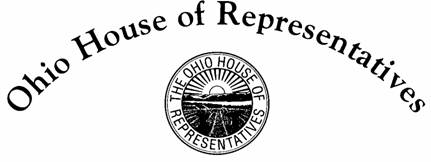 Ohio House of Representatives
THE OHIO HOUSE OF
REPRESENTATIVES